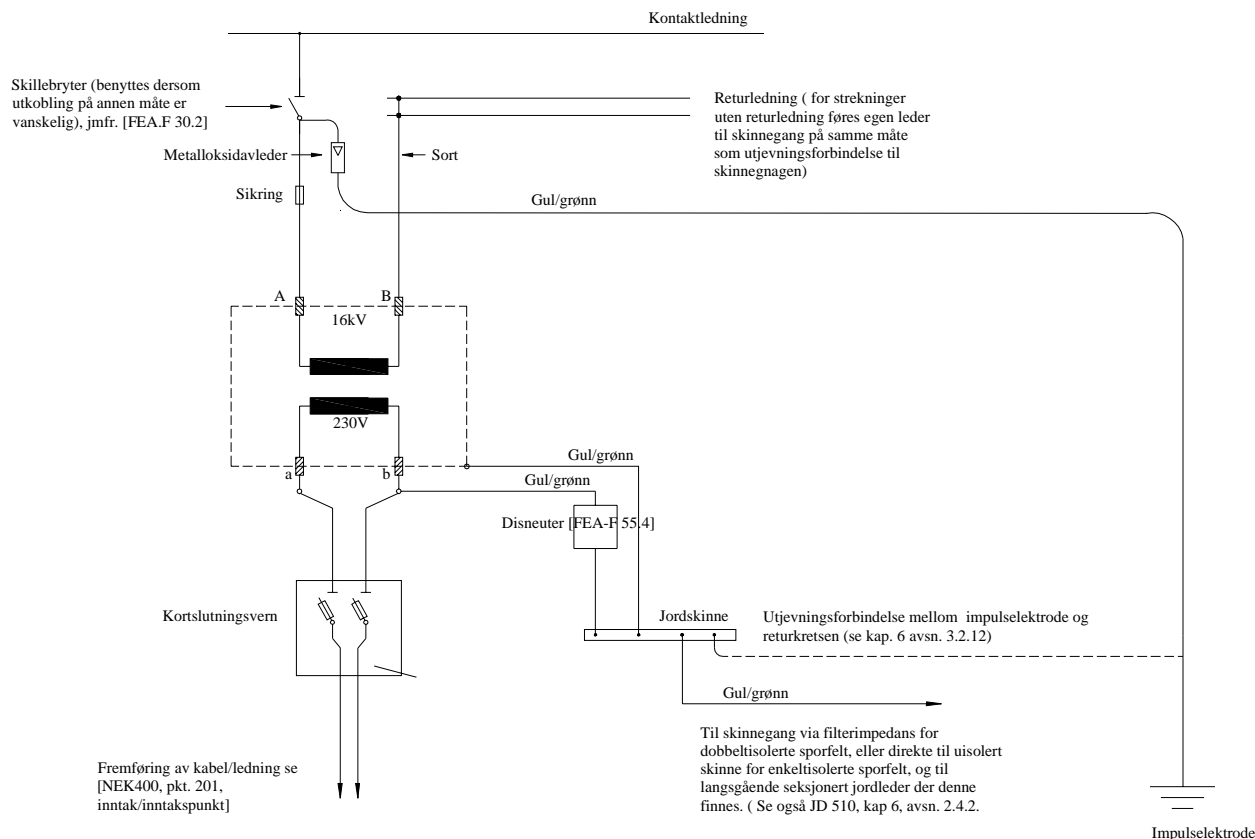 Kontaktledning
Skillebryter (benyttes dersom
utkobling på annen måte er
vanskelig), jmfr. [FEA.F 30.2]
Returledning ( for strekninger
uten returledning føres egen leder
til skinnegang på samme måte
som utjevningsforbindelse til
skinnegnagen)
Metalloksidavleder
Sort
Sikring
Gul/grønn
A
B
16kV
230V
a
b
Gul/grønn
Gul/grønn
Disneuter [FEA-F 55.4]
Kortslutningsvern
Jordskinne
Utjevningsforbindelse mellom impulselektrode og
returkretsen (se kap. 6 avsn. 3.2.12)
Gul/grønn
Til skinnegang via filterimpedans for
dobbeltisolerte sporfelt, eller direkte til uisolert
skinne for enkeltisolerte sporfelt, og til
langsgående seksjonert jordleder der denne
finnes. ( Se også JD 510, kap 6, avsn. 2.4.2.
Fremføring av kabel/ledning se
[NEK400, pkt. 201,
inntak/inntakspunkt]
Impulselektrode